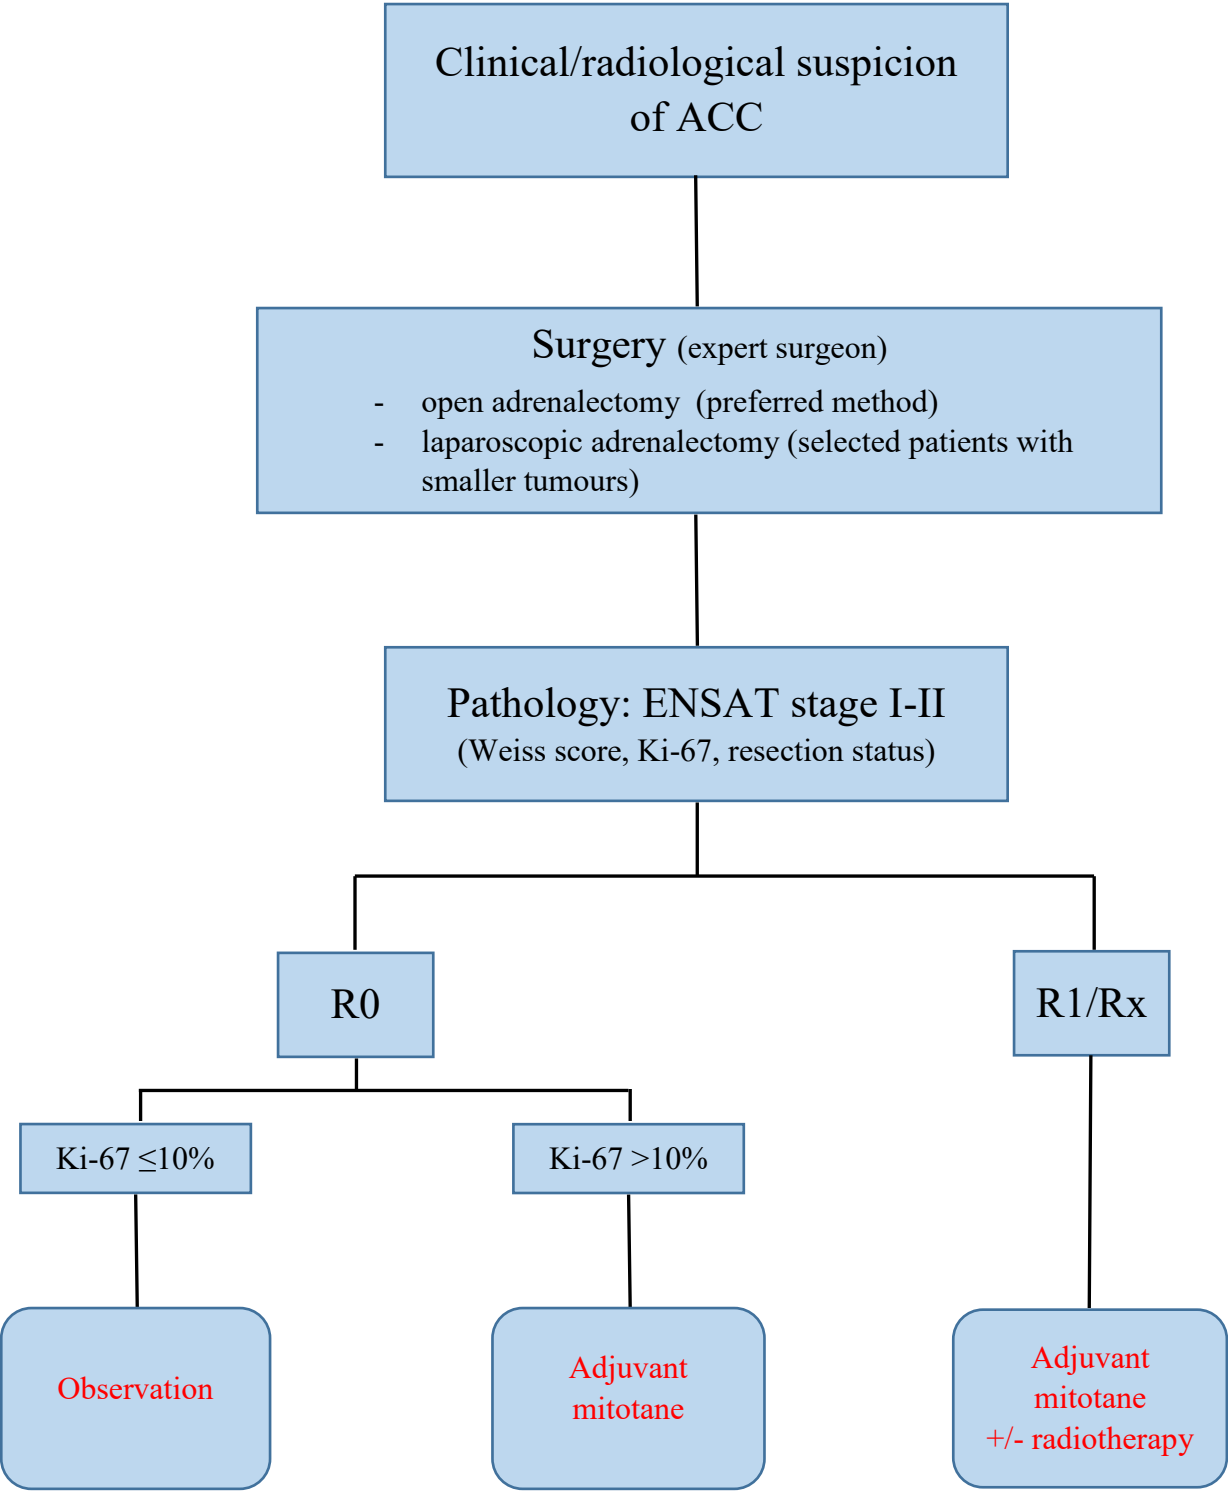 Clinical/radiological suspicion
of ACC
Surgery (expert surgeon)
- open adrenalectomy (preferred method)
- laparoscopic adrenalectomy (selected patients with
smaller tumours)
Pathology: ENSAT stage I-II
(Weiss score, Ki-67, resection status)
R0
R1/Rx
Ki-67 ≤10%
Ki-67 >10%
Observation
Adjuvant
mitotane
Adjuvant
mitotane
+/- radiotherapy